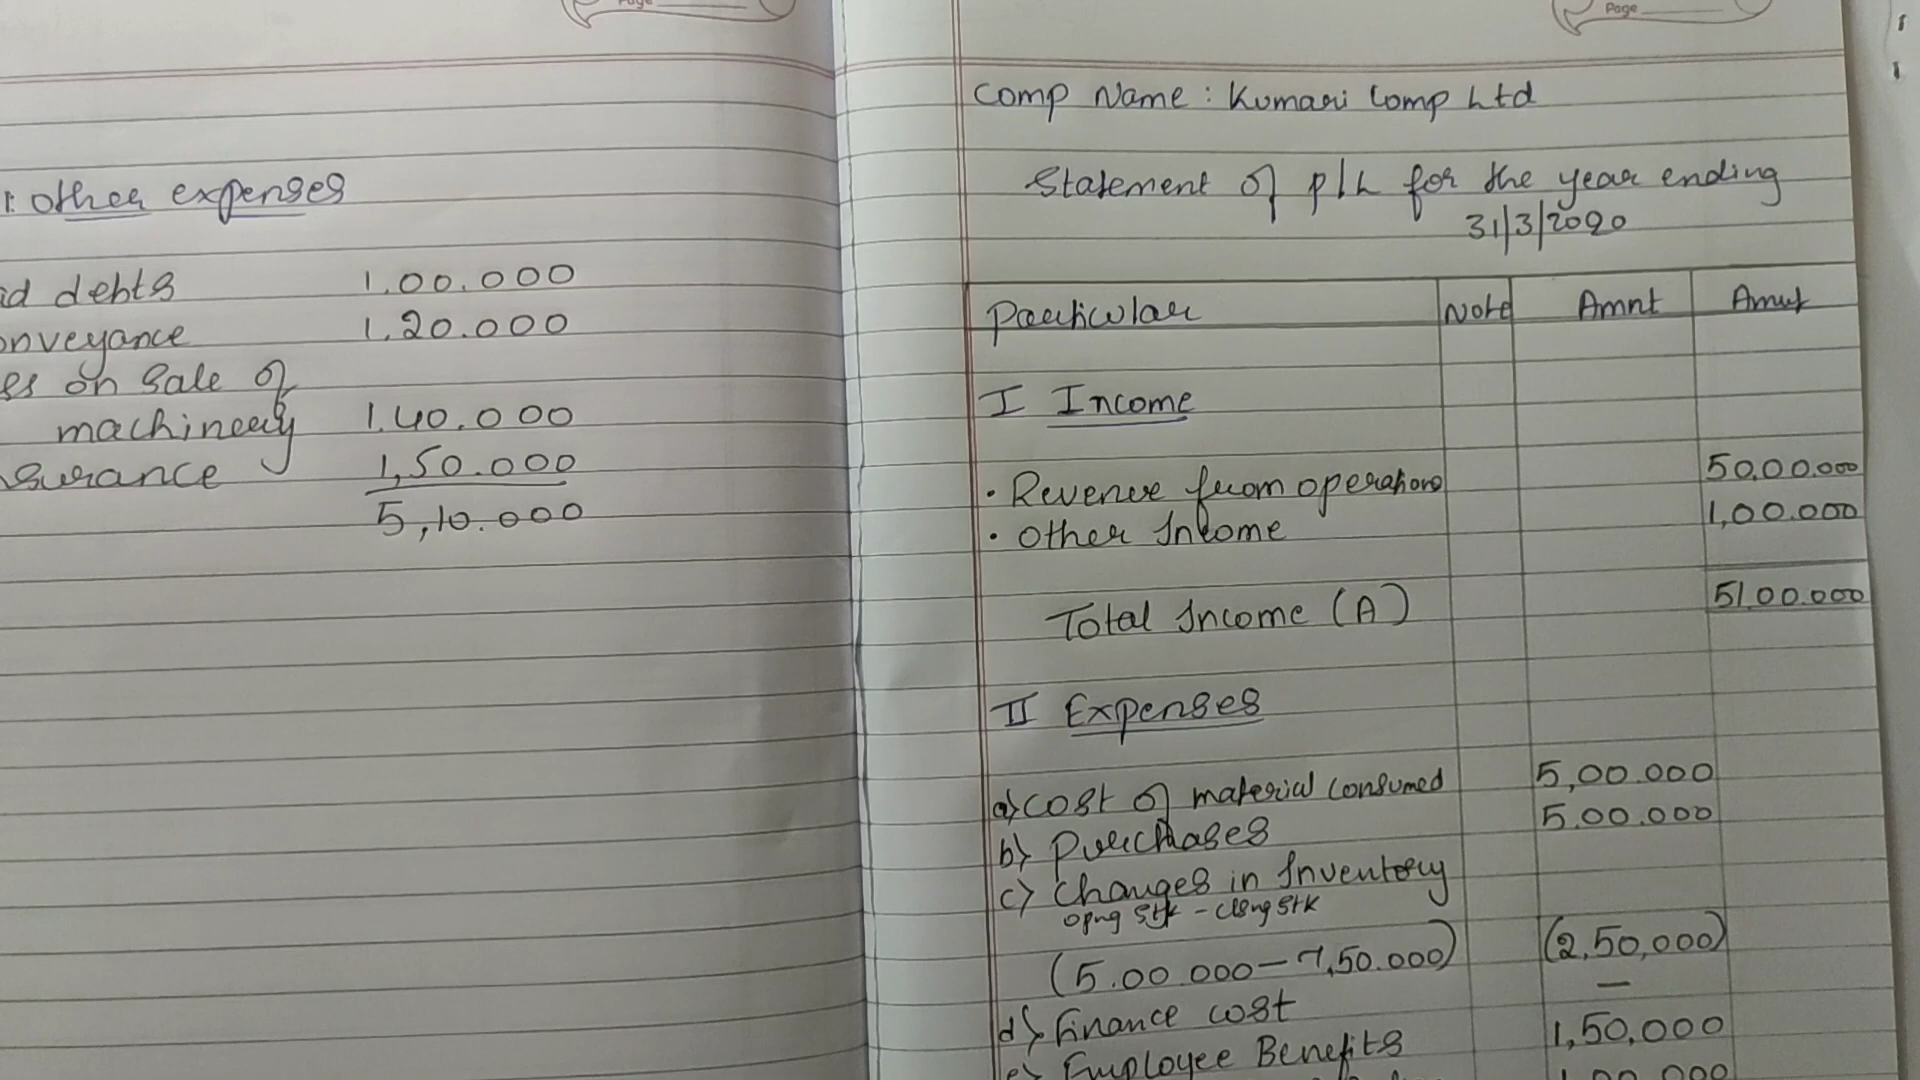 Page
: other expenses
debts 1.00.000
1.20.000
on sale of
machinery 1.40.000
1,50.000
5,10.000
Page
Comp Name : Kumari Comp Ltd
Statement of P/L for the year ending
31/3/2020
Particular Note Amnt Amnt
I Income
• Revenue from operations 50,00.000
• Other Income 1,00.000
Total Income (A) 51.00.000
II Expenses
a) Cost of material consumed 5,00.000
b) Purchases 5.00.000
c) Changes in Inventory
opng Stk - clsng Stk
(5.00.000 - 7,50.000) (2,50,000)
d) Finance cost —
e) Employee Benefits 1,50,000